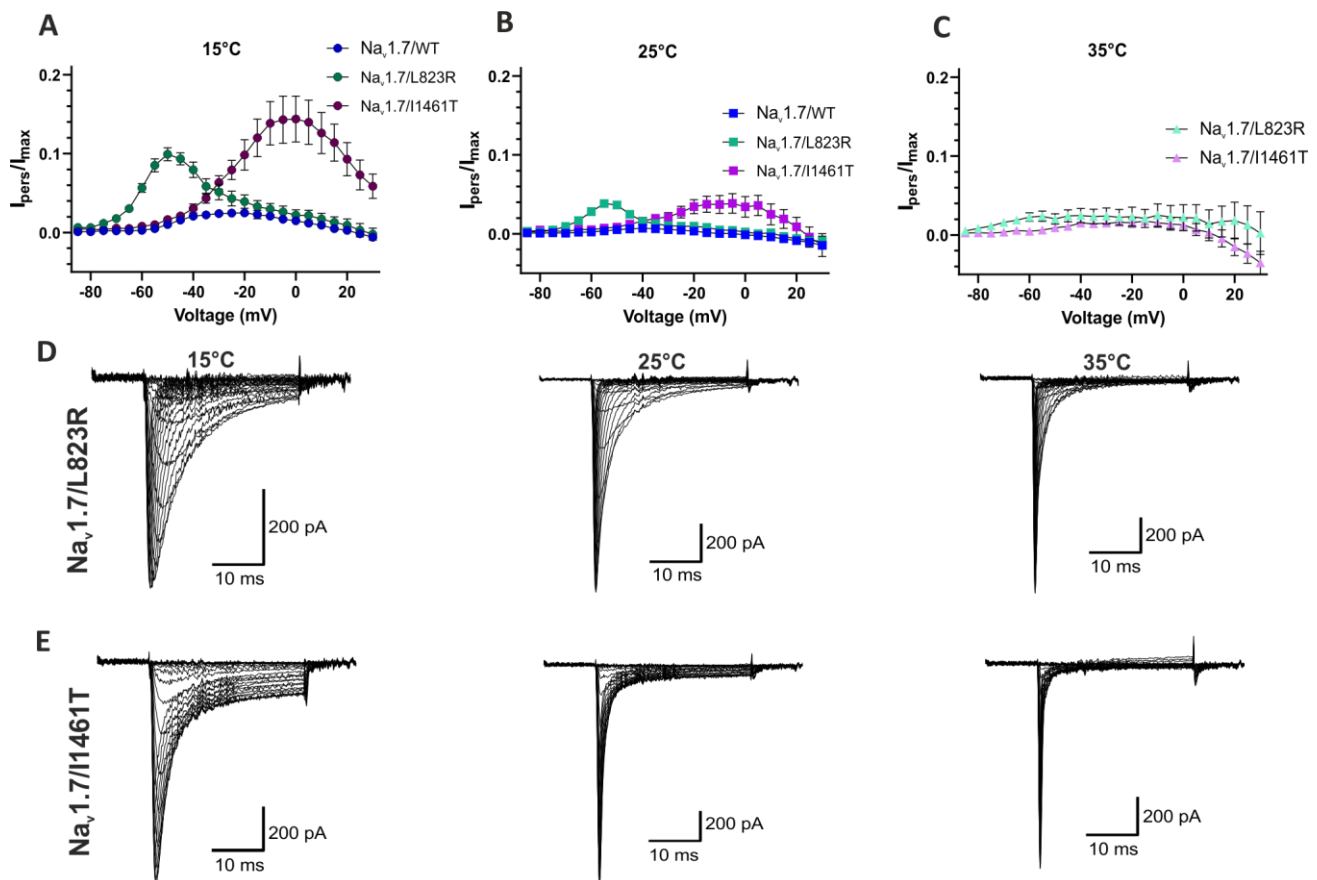 A
15°C
Naᵥ1.7/WT
Naᵥ1.7/L823R
Naᵥ1.7/I1461T
0.2
0.1
0.0
Iₚₑᵣₛ/Iₘₐₓ
-80 -60 -40 -20 0 20
Voltage (mV)
B
25°C
Naᵥ1.7/WT
Naᵥ1.7/L823R
Naᵥ1.7/I1461T
0.2
0.1
0.0
Iₚₑᵣₛ/Iₘₐₓ
-80 -60 -40 -20 0 20
Voltage (mV)
C
35°C
Naᵥ1.7/L823R
Naᵥ1.7/I1461T
0.2
0.1
0.0
Iₚₑᵣₛ/Iₘₐₓ
-80 -60 -40 -20 0 20
Voltage (mV)
D
Naᵥ1.7/L823R
15°C
200 pA
10 ms
25°C
200 pA
10 ms
35°C
200 pA
10 ms
E
Naᵥ1.7/I1461T
200 pA
10 ms
200 pA
10 ms
200 pA
10 ms